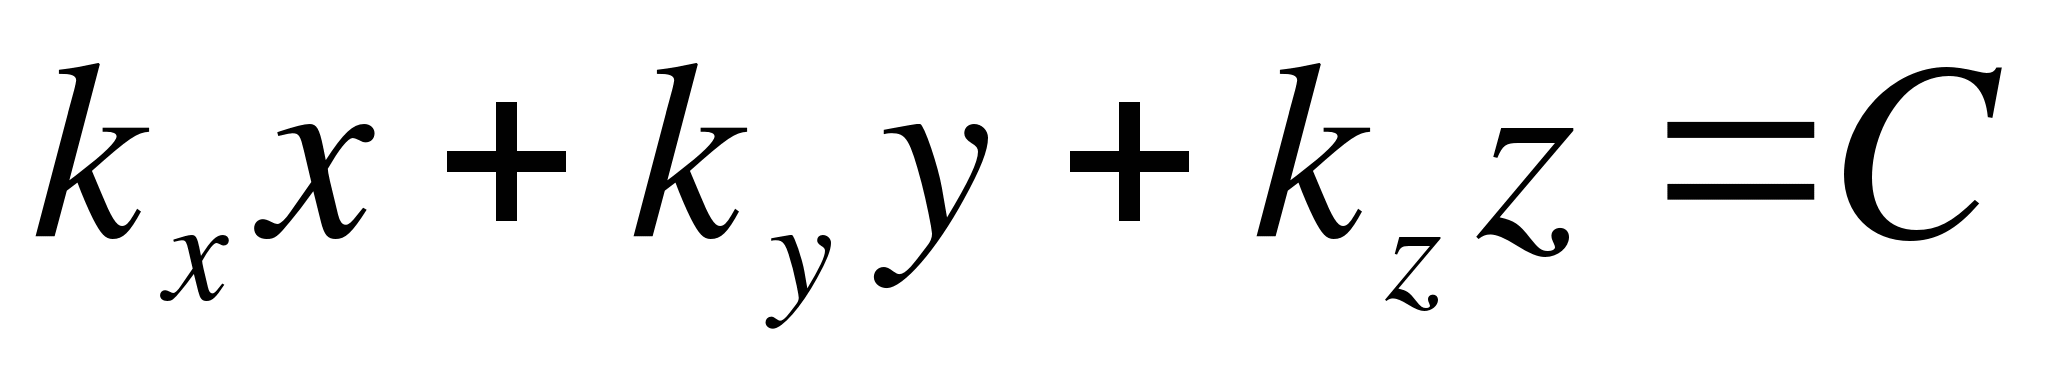 k_x x + k_y y + k_z z = C